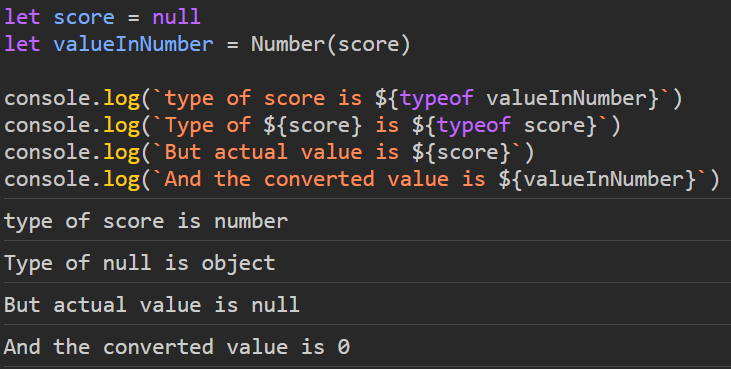 let score = null
let valueInNumber = Number(score)
console.log(`type of score is ${typeof valueInNumber}`)
console.log(`Type of ${score} is ${typeof score}`)
console.log(`But actual value is ${score}`)
console.log(`And the converted value is ${valueInNumber}`)
type of score is number
Type of null is object
But actual value is null
And the converted value is 0